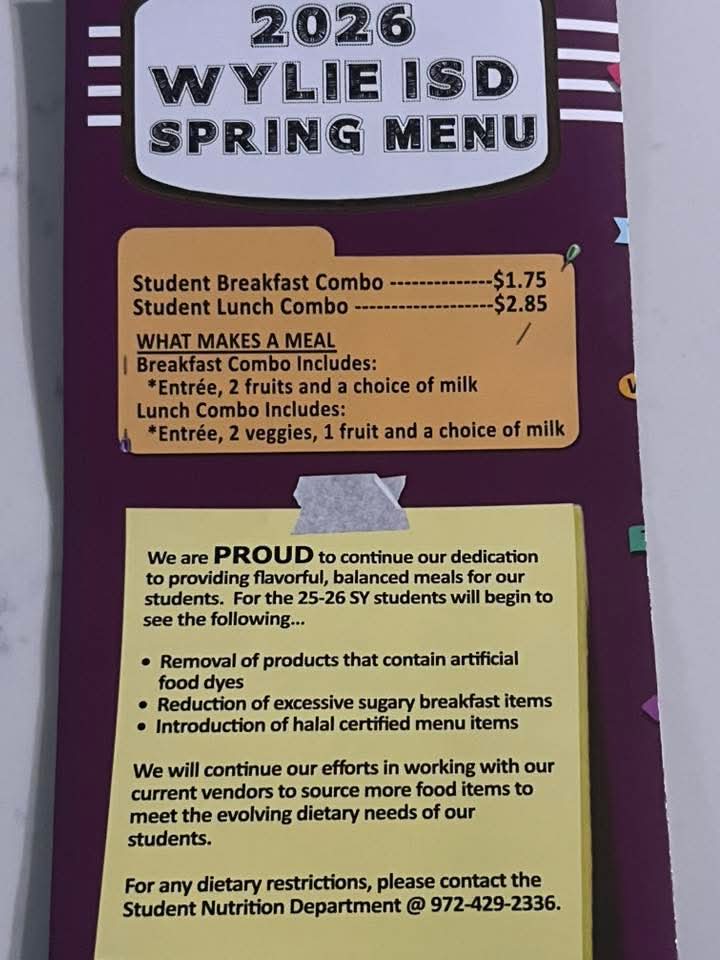 2026
WYLIE ISD
SPRING MENU
Student Breakfast Combo --------------$1.75
Student Lunch Combo -------------------$2.85
WHAT MAKES A MEAL
Breakfast Combo Includes:
*Entrée, 2 fruits and a choice of milk
Lunch Combo Includes:
*Entrée, 2 veggies, 1 fruit and a choice of milk
We are PROUD to continue our dedication
to providing flavorful, balanced meals for our
students. For the 25-26 SY students will begin to
see the following...
• Removal of products that contain artificial
food dyes
• Reduction of excessive sugary breakfast items
• Introduction of halal certified menu items
We will continue our efforts in working with our
current vendors to source more food items to
meet the evolving dietary needs of our
students.
For any dietary restrictions, please contact the
Student Nutrition Department @ 972-429-2336.